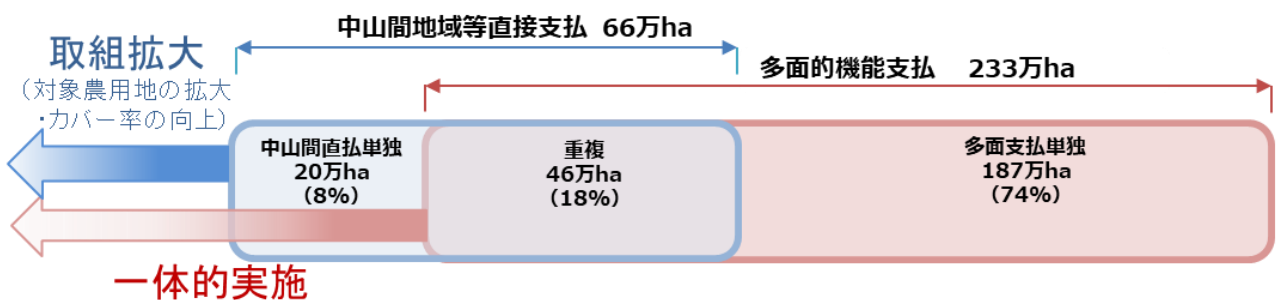 中山間地域等直接支払 66万ha
取組拡大
(対象農用地の拡大
・カバー率の向上)
多面的機能支払 233万ha
中山間直払単独
20万ha
(8%)
重複
46万ha
(18%)
多面支払単独
187万ha
(74%)
一体的実施